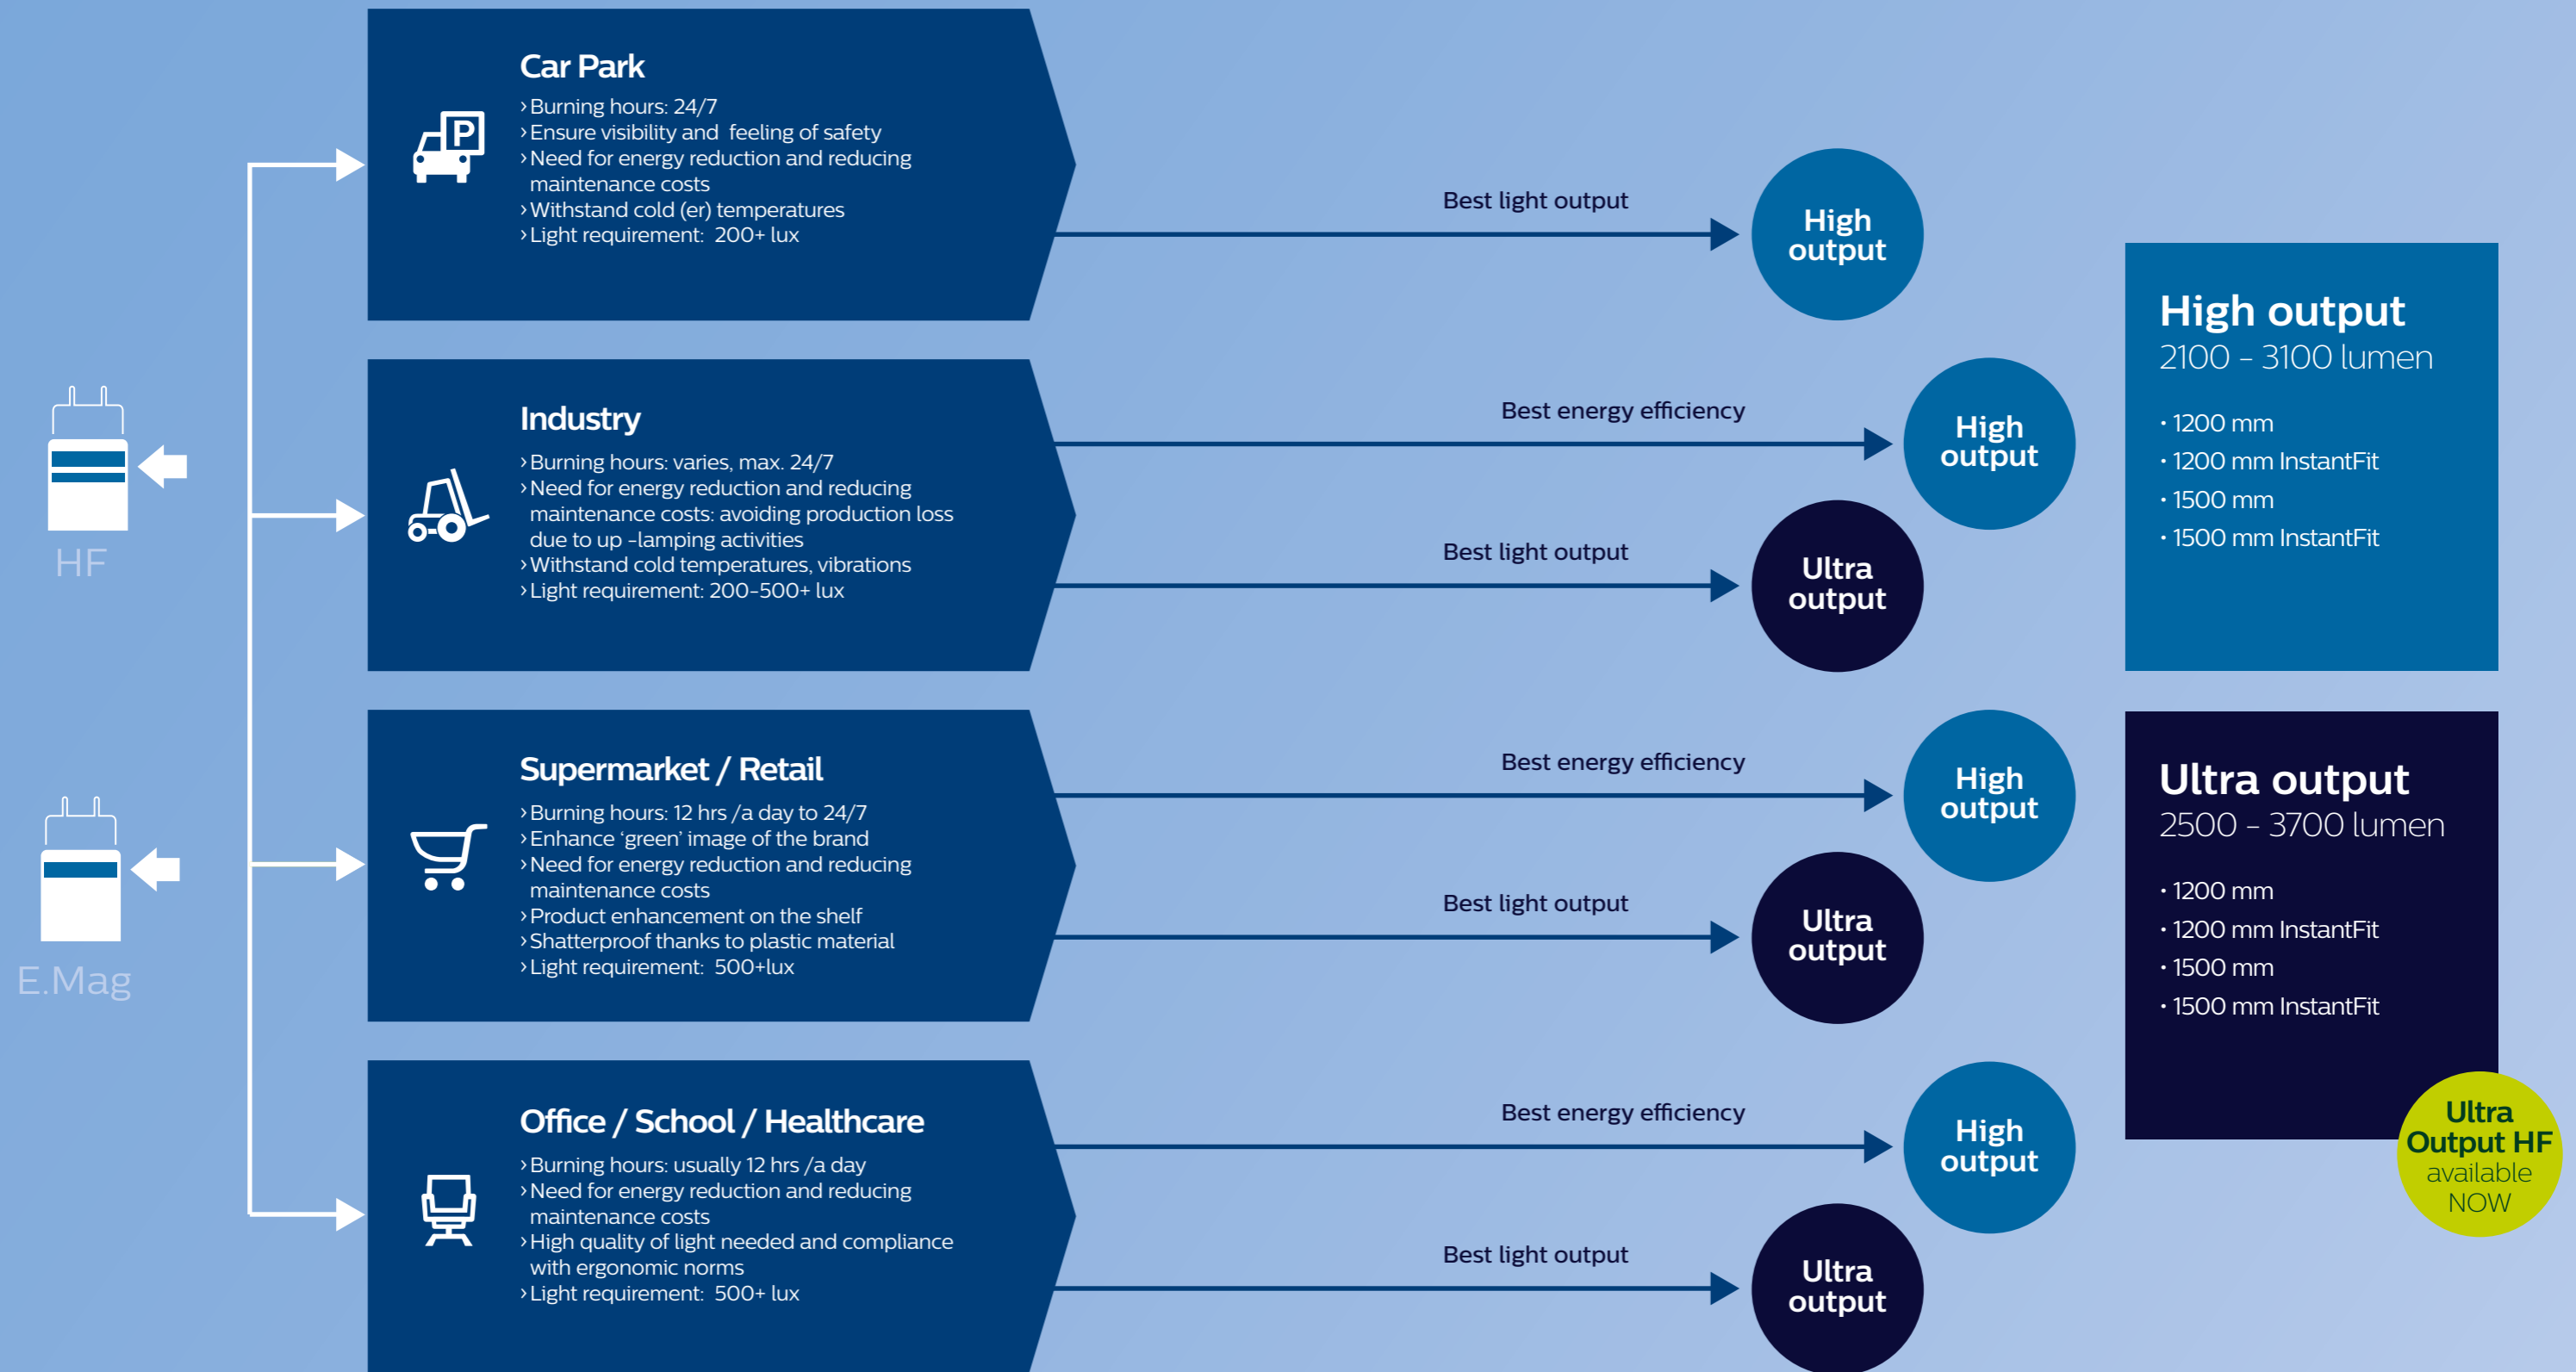 HF
E.Mag
P
Car Park
› Burning hours: 24/7
› Ensure visibility and feeling of safety
› Need for energy reduction and reducing
maintenance costs
› Withstand cold (er) temperatures
› Light requirement: 200+ lux
Best light output
High
output
Industry
› Burning hours: varies, max. 24/7
› Need for energy reduction and reducing
maintenance costs: avoiding production loss
due to up -lamping activities
› Withstand cold temperatures, vibrations
› Light requirement: 200-500+ lux
Best energy efficiency
High
output
Best light output
Ultra
output
Supermarket / Retail
› Burning hours: 12 hrs /a day to 24/7
› Enhance ‘green’ image of the brand
› Need for energy reduction and reducing
maintenance costs
› Product enhancement on the shelf
› Shatterproof thanks to plastic material
› Light requirement: 500+lux
Best energy efficiency
High
output
Best light output
Ultra
output
Office / School / Healthcare
› Burning hours: usually 12 hrs /a day
› Need for energy reduction and reducing
maintenance costs
› High quality of light needed and compliance
with ergonomic norms
› Light requirement: 500+ lux
Best energy efficiency
High
output
Best light output
Ultra
output
High output
2100 - 3100 lumen
• 1200 mm
• 1200 mm InstantFit
• 1500 mm
• 1500 mm InstantFit
Ultra output
2500 - 3700 lumen
• 1200 mm
• 1200 mm InstantFit
• 1500 mm
• 1500 mm InstantFit
Ultra
Output HF
available
NOW